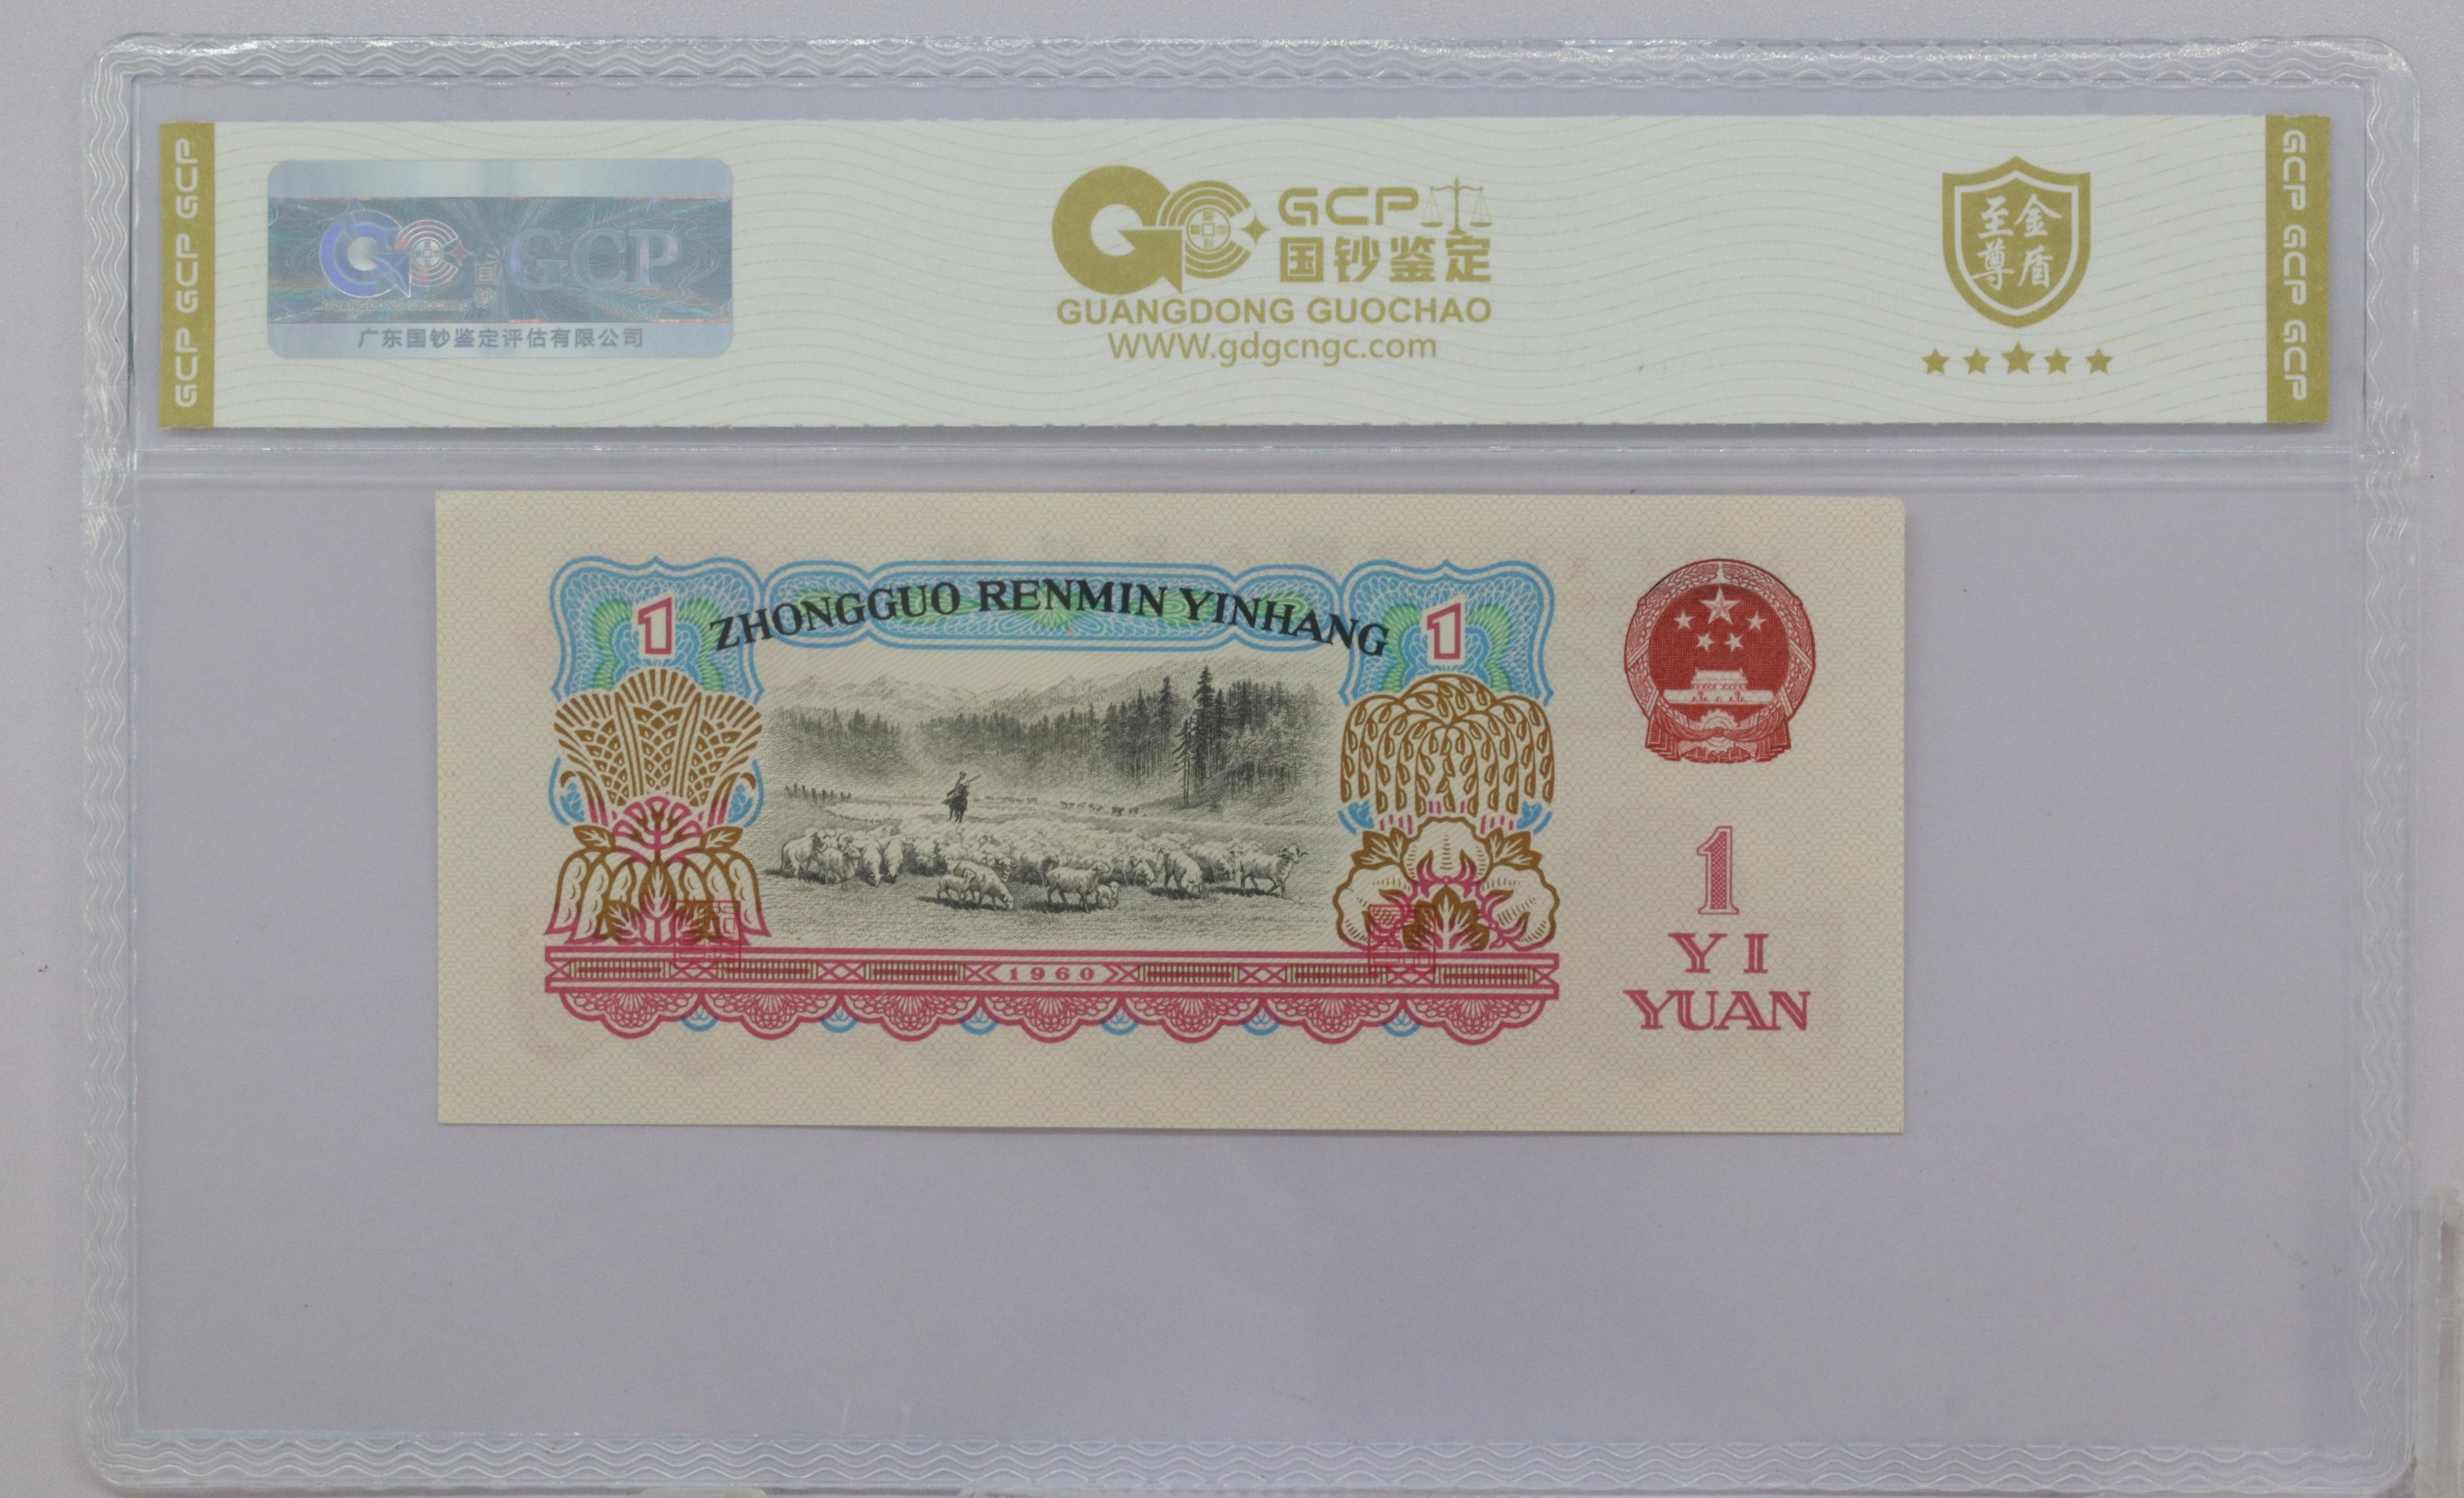 GCP GCP GCP
GCP
国钞
GUANGDONG GUOCHAO
广东国钞鉴定评估有限公司
GCP
国钞鉴定
GUANGDONG GUOCHAO
WWW.gdgcngc.com
至尊金盾
GCP GCP GCP
ZHONGGUO RENMIN YINHANG
1
1
1960
1
YI
YUAN